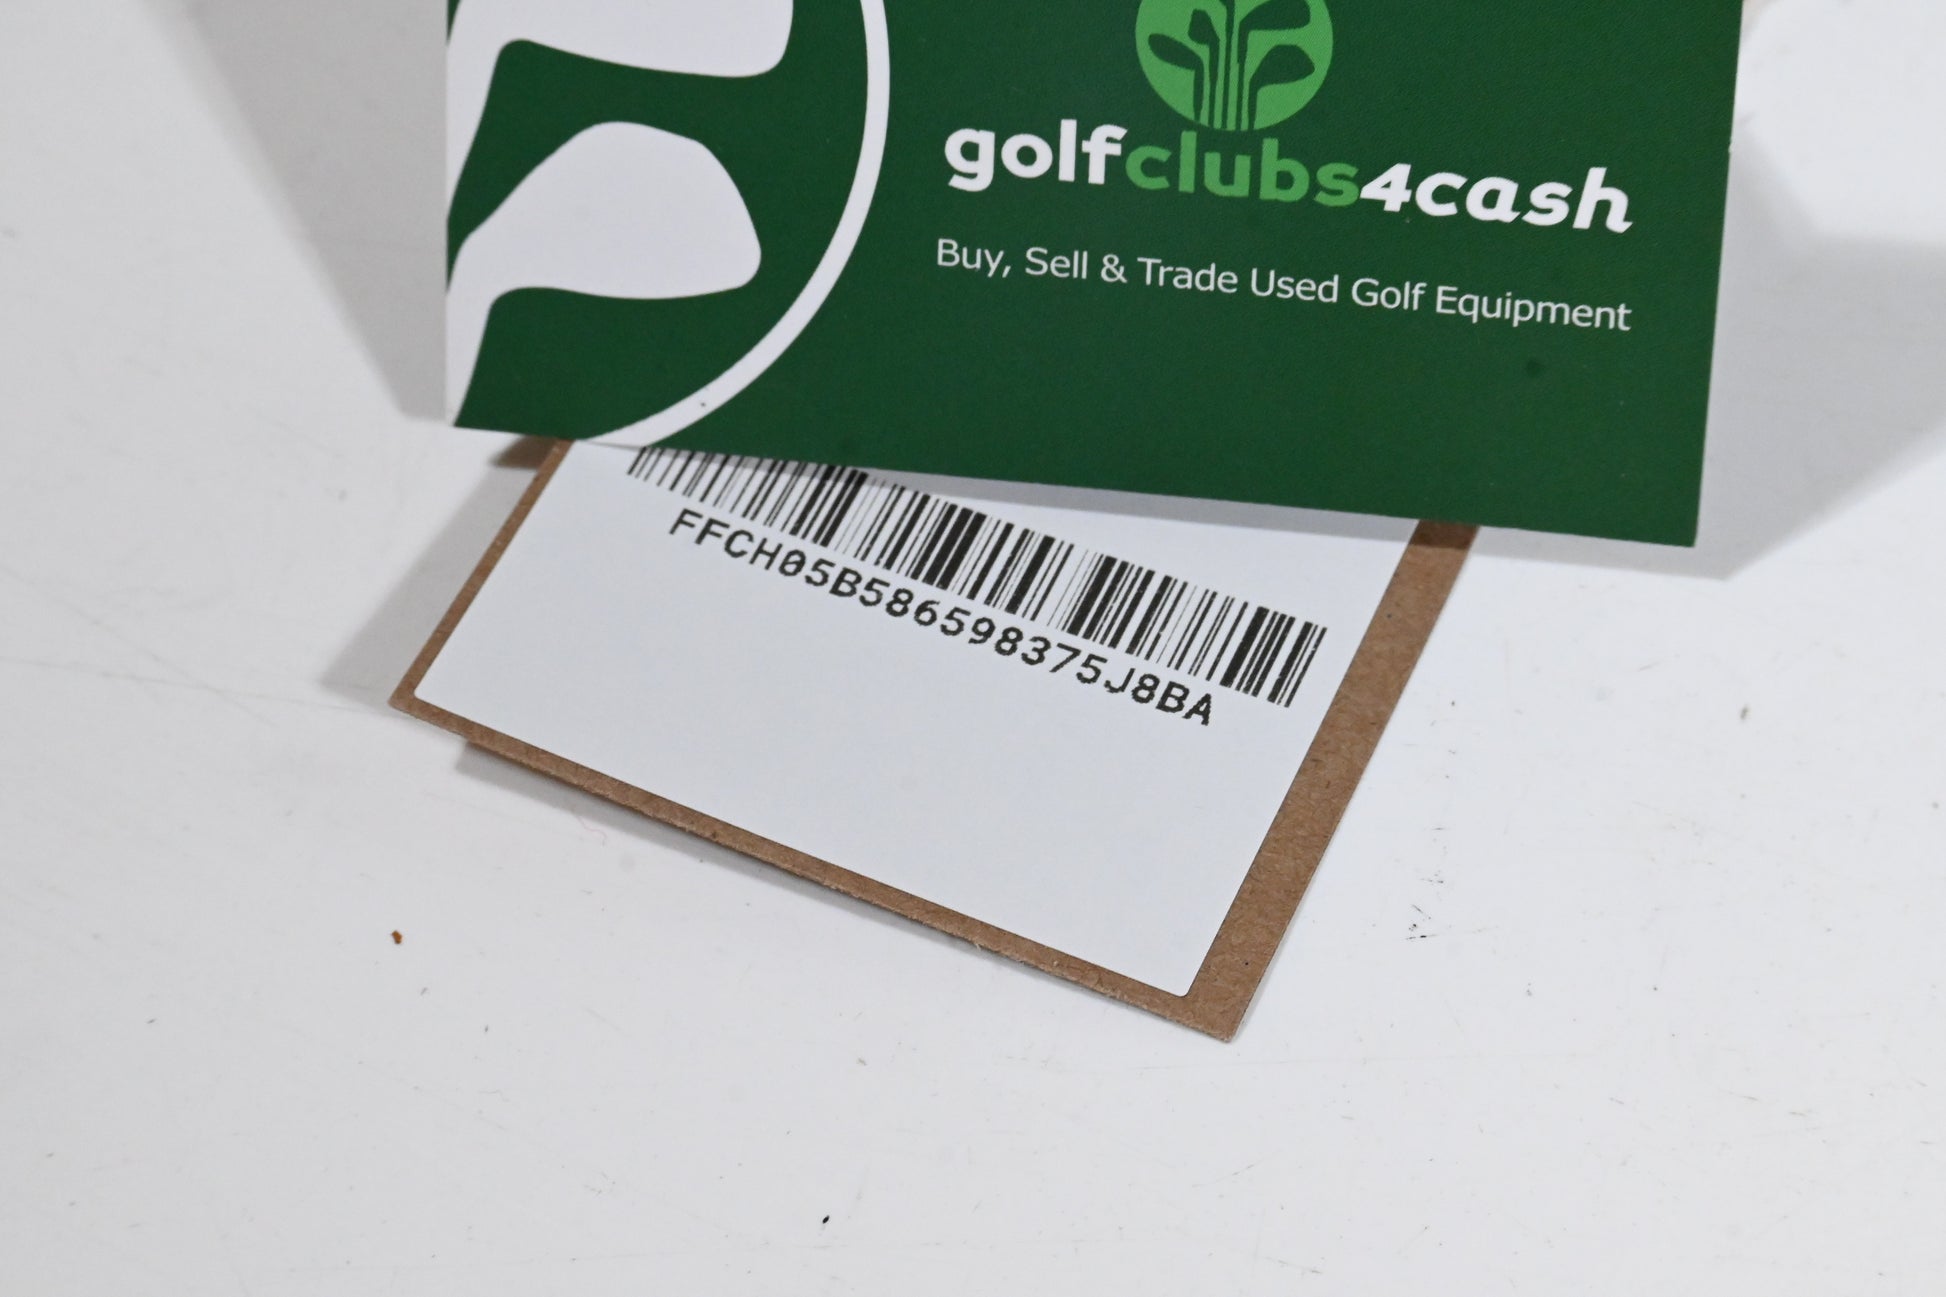 golfclubs4cash
Buy, Sell & Trade Used Golf Equipment
FFCH05B586598375J8BA